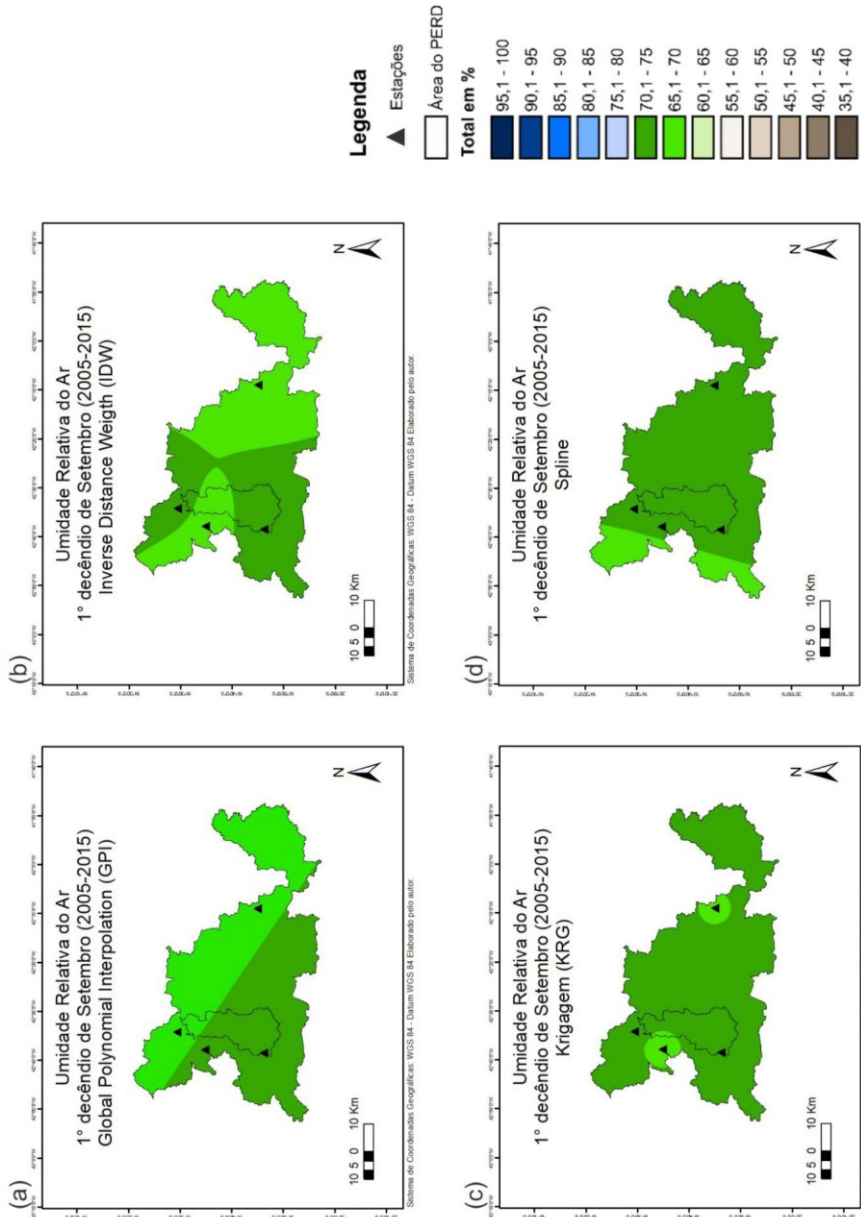 (a)
Umidade Relativa do Ar
1° decêndio de Setembro (2005-2015)
Global Polynomial Interpolation (GPI)
10 5 0 10 Km
N
Sistema de Coordenadas Geográficas: WGS 84 - Datum WGS 84 Elaborado pelo autor.
(b)
Umidade Relativa do Ar
1° decêndio de Setembro (2005-2015)
Inverse Distance Weigth (IDW)
10 5 0 10 Km
N
Sistema de Coordenadas Geográficas: WGS 84 - Datum WGS 84 Elaborado pelo autor.
(c)
Umidade Relativa do Ar
1° decêndio de Setembro (2005-2015)
Krigagem (KRG)
10 5 0 10 Km
N
(d)
Umidade Relativa do Ar
1° decêndio de Setembro (2005-2015)
Spline
10 5 0 10 Km
N
Legenda
Estações
Área do PERD
Total em %
95,1 - 100
90,1 - 95
85,1 - 90
80,1 - 85
75,1 - 80
70,1 - 75
65,1 - 70
60,1 - 65
55,1 - 60
50,1 - 55
45,1 - 50
40,1 - 45
35,1 - 40